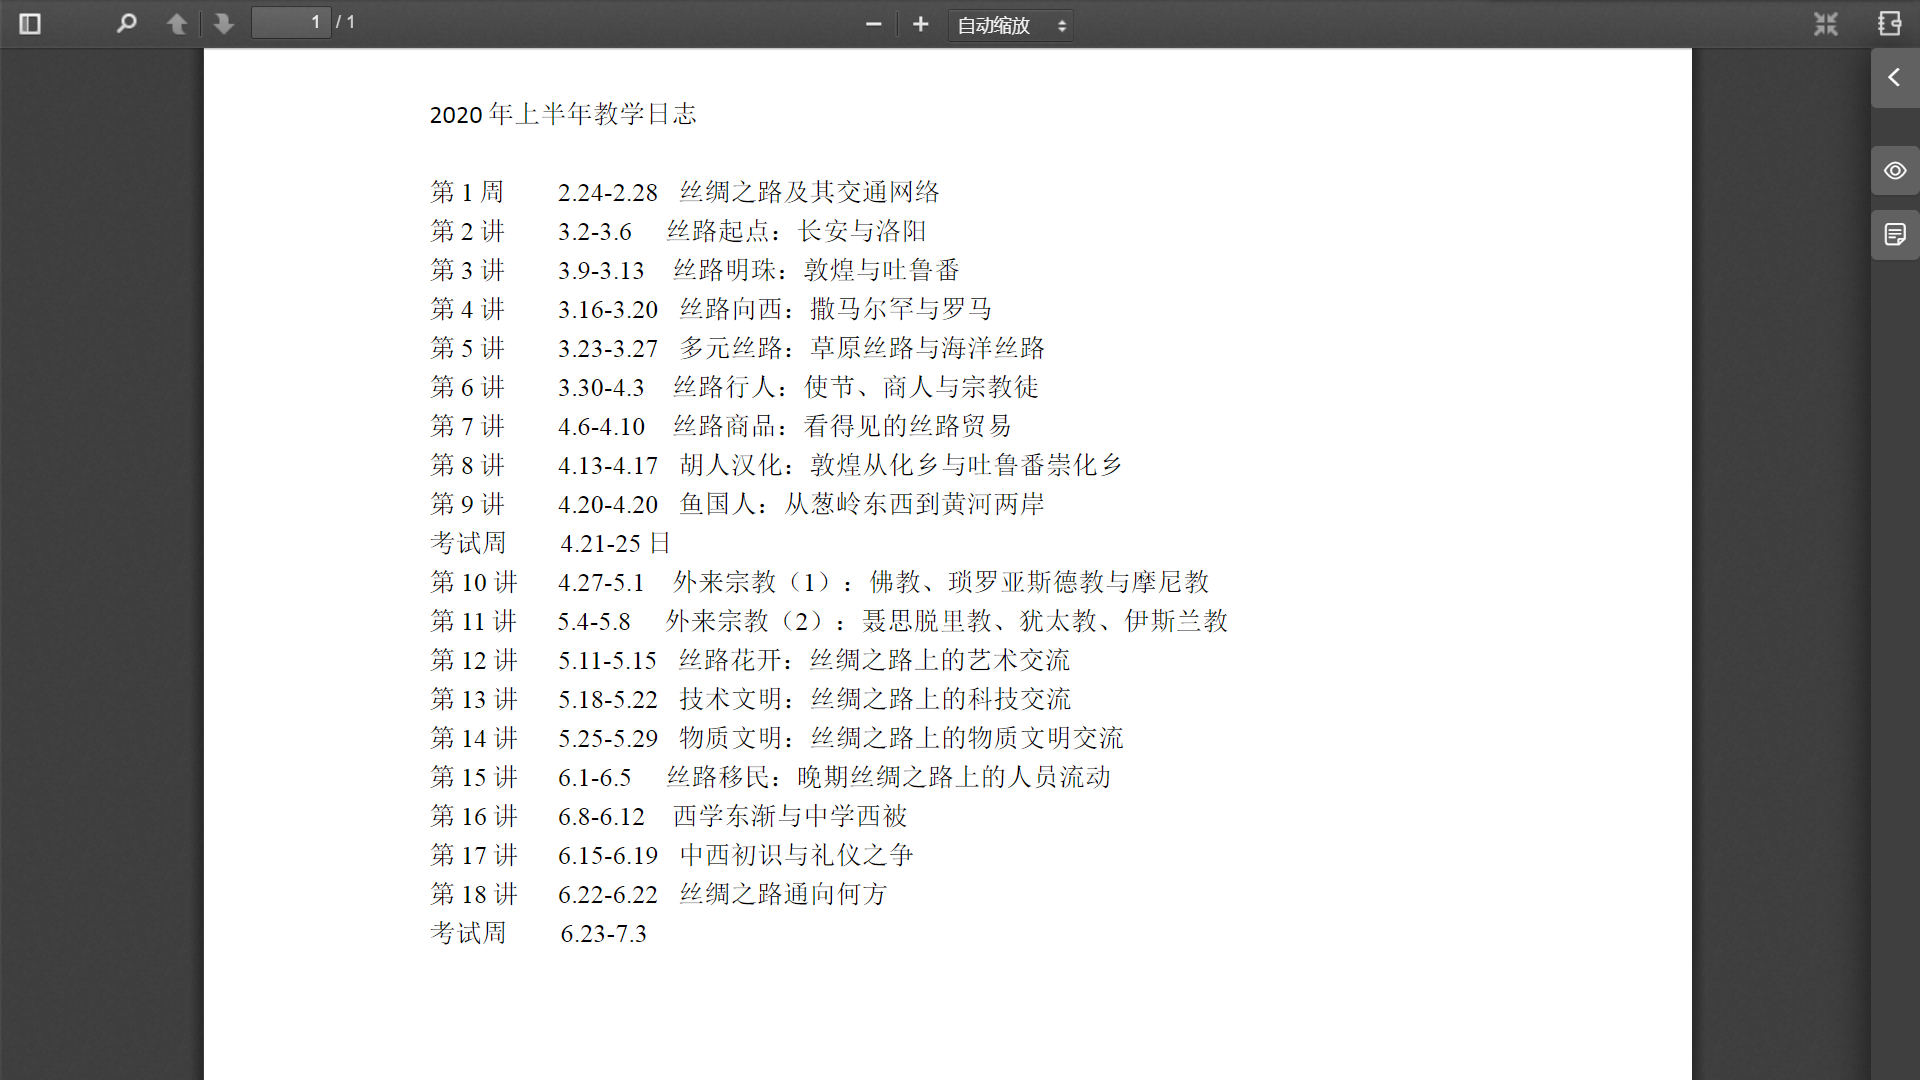 1 / 1
自动缩放
2020 年上半年教学日志
第 1 周 2.24-2.28 丝绸之路及其交通网络
第 2 讲 3.2-3.6 丝路起点：长安与洛阳
第 3 讲 3.9-3.13 丝路明珠：敦煌与吐鲁番
第 4 讲 3.16-3.20 丝路向西：撒马尔罕与罗马
第 5 讲 3.23-3.27 多元丝路：草原丝路与海洋丝路
第 6 讲 3.30-4.3 丝路行人：使节、商人与宗教徒
第 7 讲 4.6-4.10 丝路商品：看得见的丝路贸易
第 8 讲 4.13-4.17 胡人汉化：敦煌从化乡与吐鲁番崇化乡
第 9 讲 4.20-4.20 鱼国人：从葱岭东西到黄河两岸
考试周 4.21-25 日
第 10 讲 4.27-5.1 外来宗教（1）：佛教、琐罗亚斯德教与摩尼教
第 11 讲 5.4-5.8 外来宗教（2）：聂思脱里教、犹太教、伊斯兰教
第 12 讲 5.11-5.15 丝路花开：丝绸之路上的艺术交流
第 13 讲 5.18-5.22 技术文明：丝绸之路上的科技交流
第 14 讲 5.25-5.29 物质文明：丝绸之路上的物质文明交流
第 15 讲 6.1-6.5 丝路移民：晚期丝绸之路上的人员流动
第 16 讲 6.8-6.12 西学东渐与中学西被
第 17 讲 6.15-6.19 中西初识与礼仪之争
第 18 讲 6.22-6.22 丝绸之路通向何方
考试周 6.23-7.3